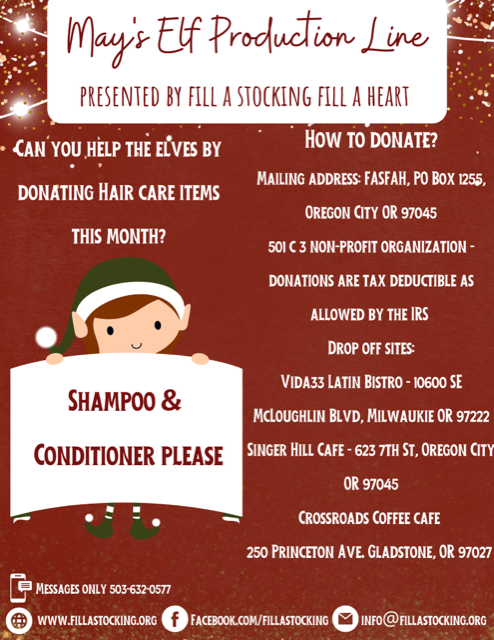 May's Elf Production Line
presented by Fill a Stocking Fill a Heart
Can you help the elves by
donating Hair care items
this month?
Shampoo &
Conditioner please
How to donate?
Mailing address: FASFAH, PO Box 1255,
Oregon City OR 97045
501 c 3 non-profit organization -
donations are tax deductible as
allowed by the IRS
Drop off sites:
Vida33 Latin Bistro - 10600 SE
McLoughlin Blvd, Milwaukie OR 97222
Singer Hill Cafe - 623 7th St, Oregon City
OR 97045
Crossroads Coffee cafe
250 Princeton Ave. Gladstone, OR 97027
Messages only 503-632-0577
www.fillastocking.org
Facebook.com/fillastocking
info@fillastocking.org